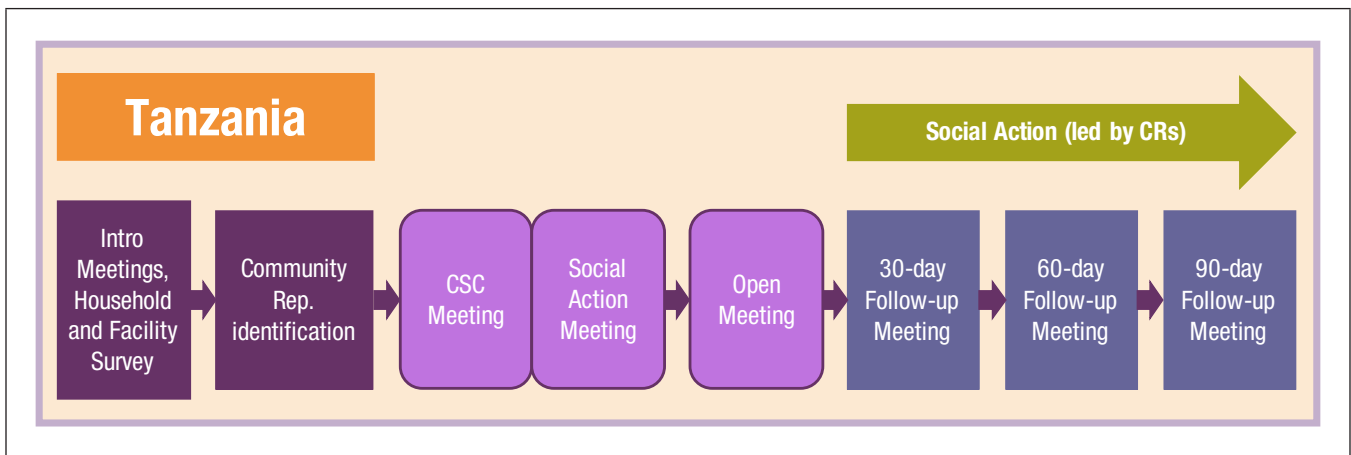 Tanzania
Social Action (led by CRs)
Intro
Meetings,
Household
and Facility
Survey
Community
Rep.
identification
CSC
Meeting
Social
Action
Meeting
Open
Meeting
30-day
Follow-up
Meeting
60-day
Follow-up
Meeting
90-day
Follow-up
Meeting